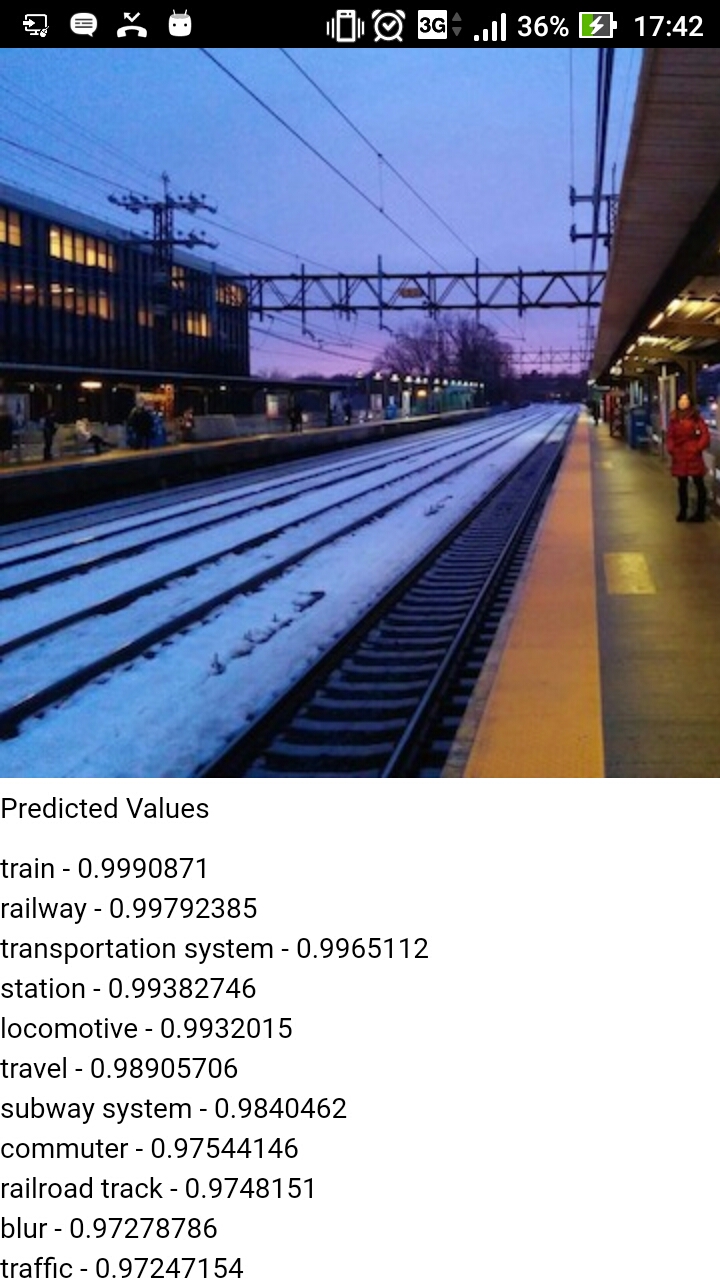 3G 36% 17:42
Predicted Values
train - 0.9990871
railway - 0.99792385
transportation system - 0.9965112
station - 0.99382746
locomotive - 0.9932015
travel - 0.98905706
subway system - 0.9840462
commuter - 0.97544146
railroad track - 0.9748151
blur - 0.97278786
traffic - 0.97247154